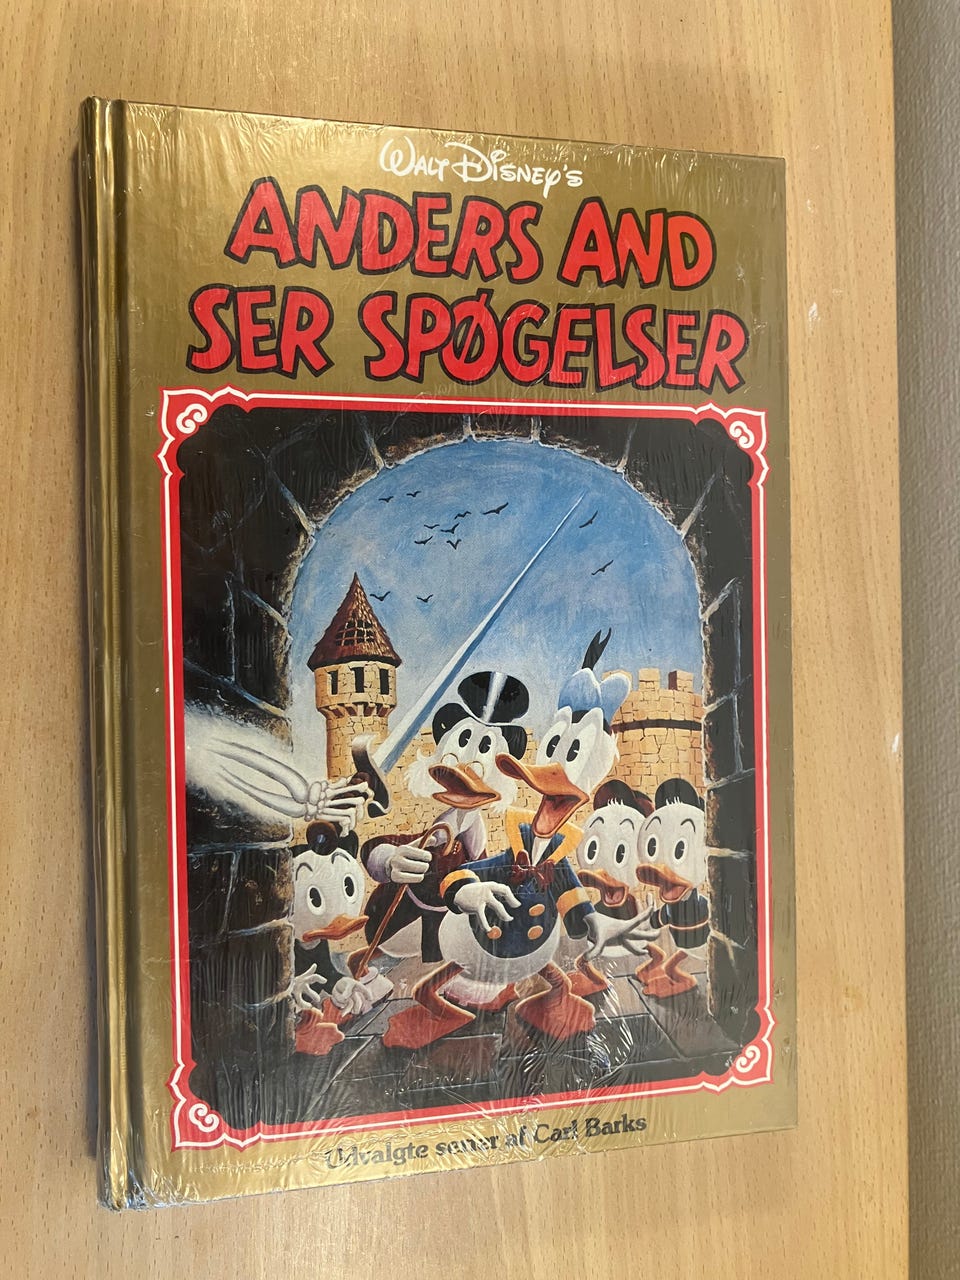 WALT DISNEY'S
ANDERS AND
SER SPØGELSER
Udvalgte serier af Carl Barks